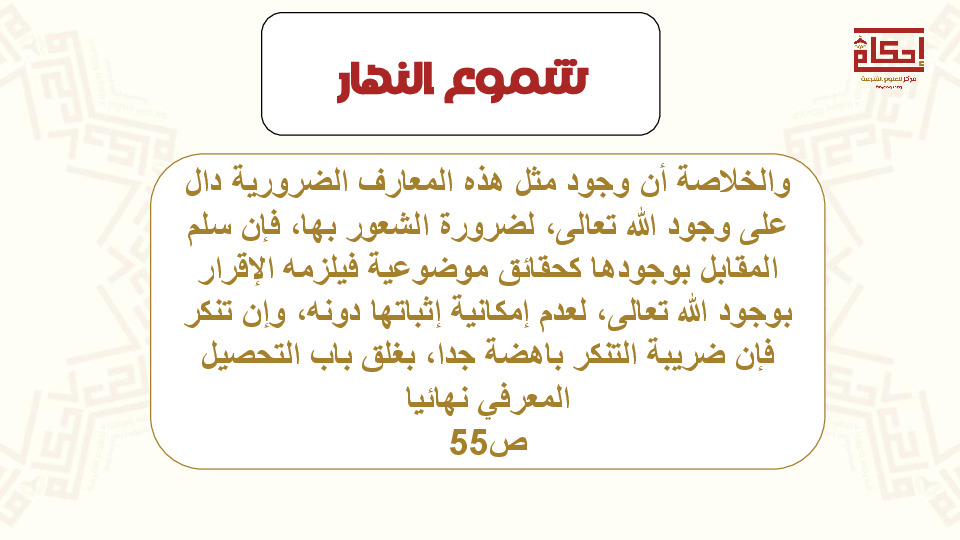 شموع النهار
إحكام
مركز للعلوم الشرعية
والخلاصة أن وجود مثل هذه المعارف الضرورية دال
على وجود الله تعالى، لضرورة الشعور بها، فإن سلم
المقابل بوجودها كحقائق موضوعية فيلزمه الإقرار
بوجود الله تعالى، لعدم إمكانية إثباتها دونه، وإن تنكر
فإن ضريبة التنكر باهضة جدا، بغلق باب التحصيل
المعرفي نهائيا
ص55